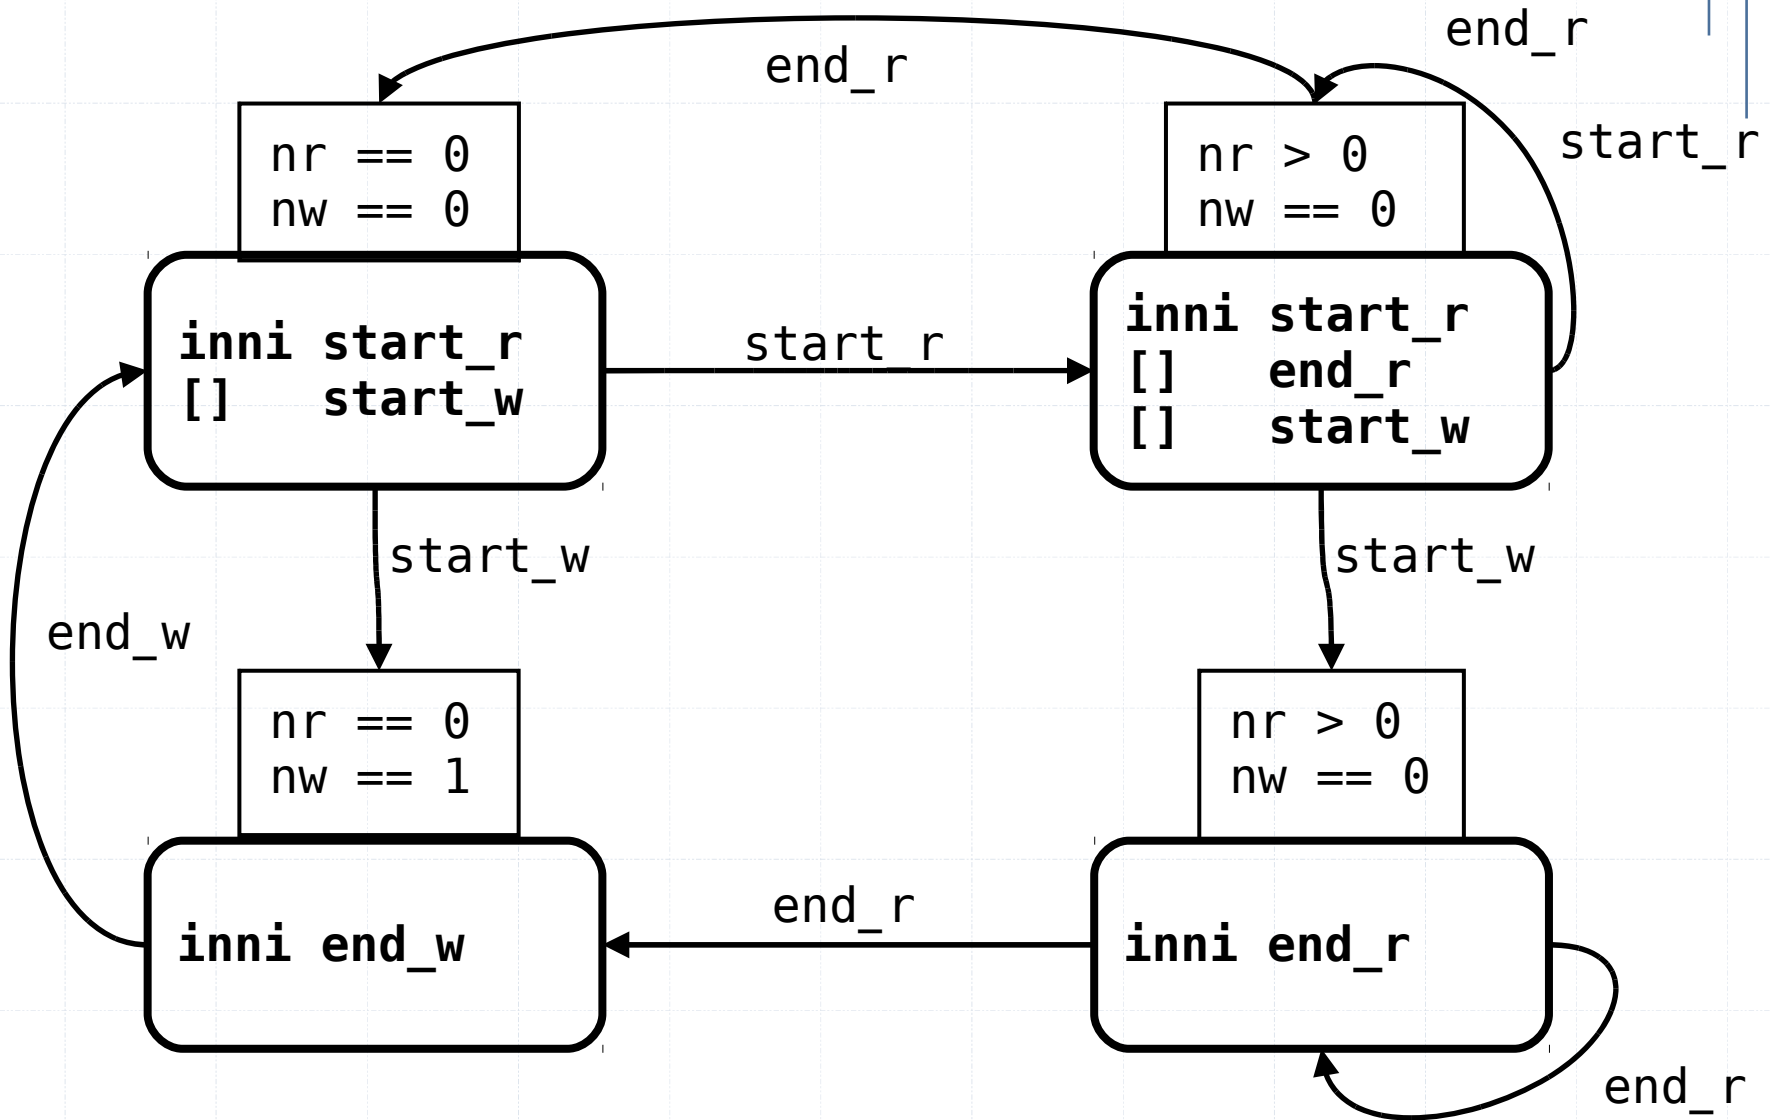 end_r
end_r
start_r
nr == 0
nw == 0
nr > 0
nw == 0
inni start_r
[]   start_w
start_r
inni start_r
[]   end_r
[]   start_w
start_w
start_w
end_w
nr == 0
nw == 1
nr > 0
nw == 0
inni end_w
end_r
inni end_r
end_r